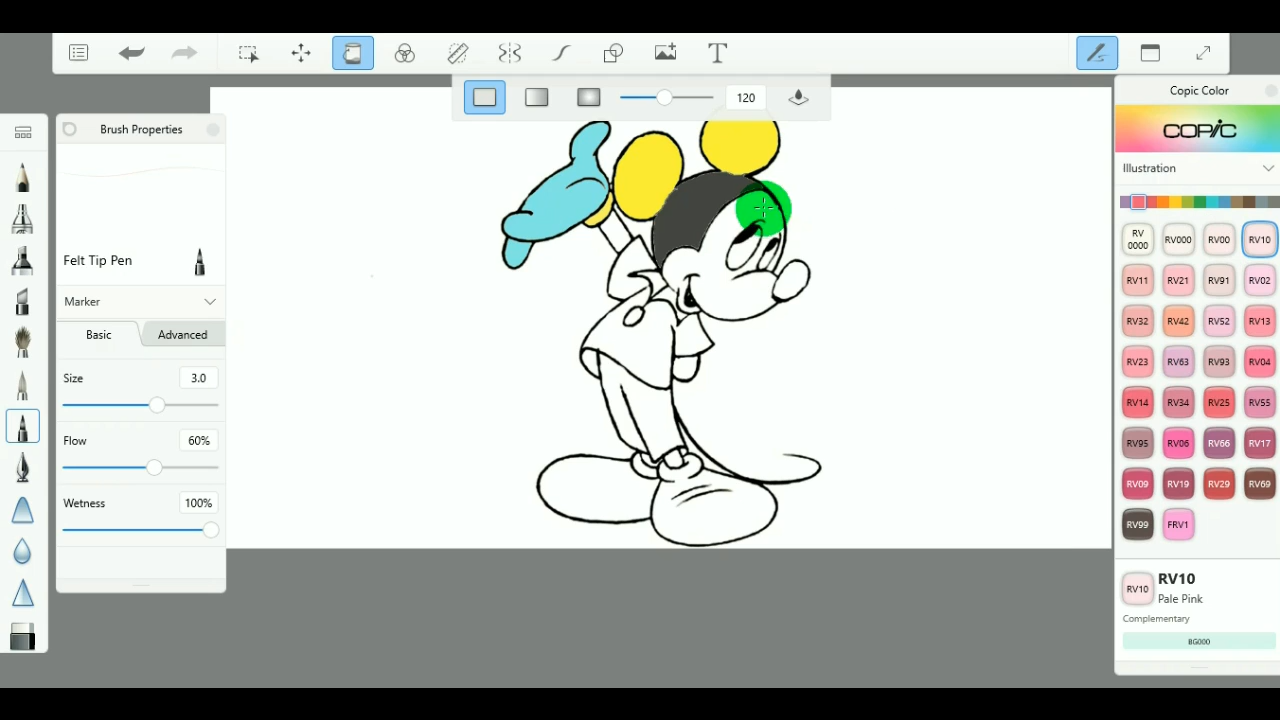 T
120
Brush Properties
Felt Tip Pen
Marker
Basic
Advanced
Size
3.0
Flow
60%
Wetness
100%
Copic Color
COPIC
Illustration
RV 0000
RV000
RV00
RV10
RV11
RV21
RV91
RV02
RV32
RV42
RV52
RV13
RV23
RV63
RV93
RV04
RV14
RV34
RV25
RV55
RV95
RV06
RV66
RV17
RV09
RV19
RV29
RV69
RV99
FRV1
RV10
RV10
Pale Pink
Complementary
BG000